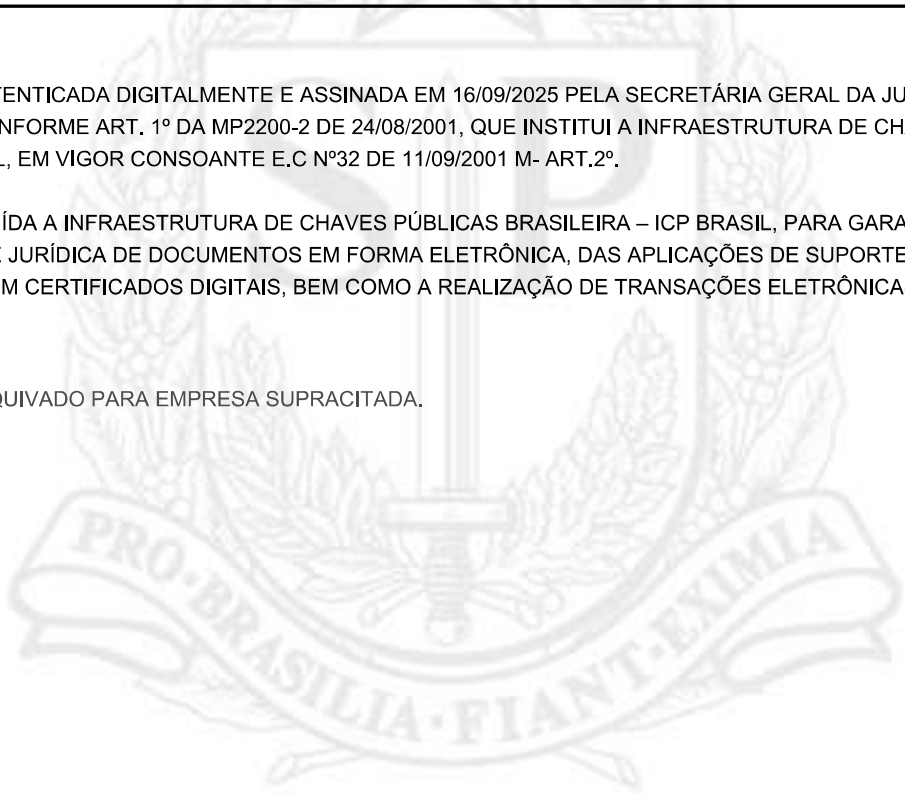 TENTICADA DIGITALMENTE E ASSINADA EM 16/09/2025 PELA SECRETÁRIA GERAL DA JU
NFORME ART. 1º DA MP2200-2 DE 24/08/2001, QUE INSTITUI A INFRAESTRUTURA DE CHA
L, EM VIGOR CONSOANTE E.C Nº32 DE 11/09/2001 M- ART.2º.
ÍDA A INFRAESTRUTURA DE CHAVES PÚBLICAS BRASILEIRA – ICP BRASIL, PARA GARA
E JURÍDICA DE DOCUMENTOS EM FORMA ELETRÔNICA, DAS APLICAÇÕES DE SUPORTE
M CERTIFICADOS DIGITAIS, BEM COMO A REALIZAÇÃO DE TRANSAÇÕES ELETRÔNICAS
QUIVADO PARA EMPRESA SUPRACITADA.
SP
PRO·BRASILIA·FIANT·EXIMIA